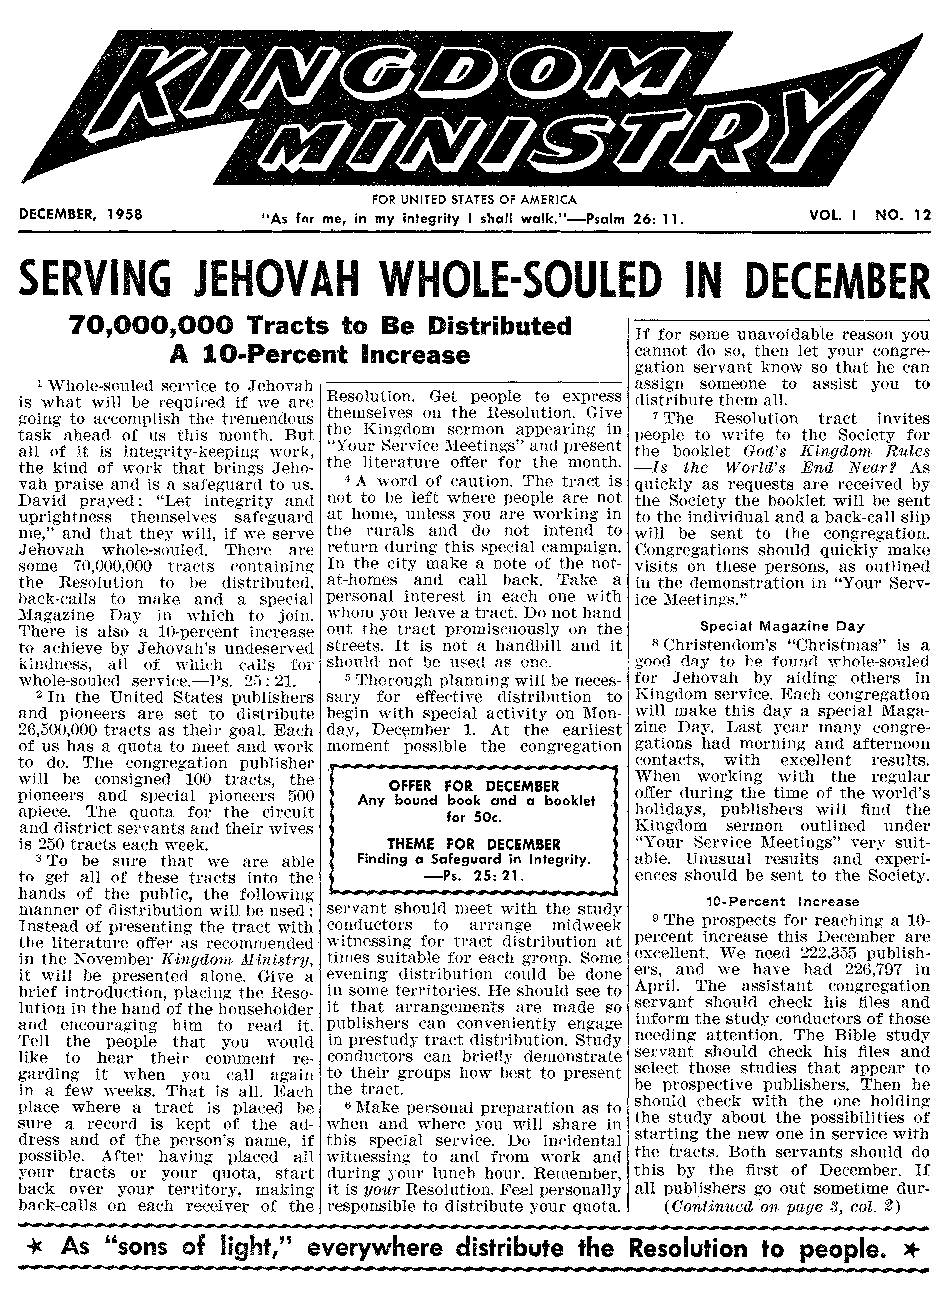 KINGDOM
MINISTRY
FOR UNITED STATES OF AMERICA
DECEMBER, 1958
"As for me, in my integrity I shall walk."—Psalm 26: 11.
VOL. I NO. 12
SERVING JEHOVAH WHOLE-SOULED IN DECEMBER
70,000,000 Tracts to Be Distributed
A 10-Percent Increase
1 Whole-souled service to Jehovah
is what will be required if we are
going to accomplish the tremendous
task ahead of us this month. But
all of it is integrity-keeping work,
the kind of work that brings Jeho-
vah praise and is a safeguard to us.
David prayed: "Let integrity and
uprightness themselves safeguard
me," and that they will, if we serve
Jehovah whole-souled. There are
some 70,000,000 tracts containing
the Resolution to be distributed,
back-calls to make and a special
Magazine Day in which to join.
There is also a 10-percent increase
to achieve by Jehovah's undeserved
kindness, all of which calls for
whole-souled service.—Ps. 25: 21.
2 In the United States publishers
and pioneers are set to distribute
26,500,000 tracts as their goal. Each
of us has a quota to meet and work
to do. The congregation publisher
will be consigned 100 tracts, the
pioneers and special pioneers 500
apiece. The quota for the circuit
and district servants and their wives
is 250 tracts each week.
3 To be sure that we are able
to get all of these tracts into the
hands of the public, the following
manner of distribution will be used:
Instead of presenting the tract with
the literature offer as recommended
in the November Kingdom Ministry,
it will be presented alone. Give a
brief introduction, placing the Reso-
lution in the hand of the householder
and encouraging him to read it.
Tell the people that you would
like to hear their comment re-
garding it when you call again
in a few weeks. That is all. Each
place where a tract is placed be
sure a record is kept of the ad-
dress and of the person's name, if
possible. After having placed all
your tracts or your quota, start
back over your territory, making
back-calls on each receiver of the
Resolution. Get people to express
themselves on the Resolution. Give
the Kingdom sermon appearing in
"Your Service Meetings" and present
the literature offer for the month.
4 A word of caution. The tract is
not to be left where people are not
at home, unless you are working in
the rurals and do not intend to
return during this special campaign.
In the city make a note of the not-
at-homes and call back. Take a
personal interest in each one with
whom you leave a tract. Do not hand
out the tract promiscuously on the
streets. It is not a handbill and it
should not be used as one.
5 Thorough planning will be neces-
sary for effective distribution to
begin with special activity on Mon-
day, December 1. At the earliest
moment possible the congregation
OFFER FOR DECEMBER
Any bound book and a booklet
for 50c.
THEME FOR DECEMBER
Finding a Safeguard in Integrity.
—Ps. 25: 21.
servant should meet with the study
conductors to arrange midweek
witnessing for tract distribution at
times suitable for each group. Some
evening distribution could be done
in some territories. He should see to
it that arrangements are made so
publishers can conveniently engage
in prestudy tract distribution. Study
conductors can briefly demonstrate
to their groups how best to present
the tract.
6 Make personal preparation as to
when and where you will share in
this special service. Do incidental
witnessing to and from work and
during your lunch hour. Remember,
it is your Resolution. Feel personally
responsible to distribute your quota.
If for some unavoidable reason you
cannot do so, then let your congre-
gation servant know so that he can
assign someone to assist you to
distribute them all.
7 The Resolution tract invites
people to write to the Society for
the booklet God's Kingdom Rules
—Is the World's End Near? As
quickly as requests are received by
the Society the booklet will be sent
to the individual and a back-call slip
will be sent to the congregation.
Congregations should quickly make
visits on these persons, as outlined
in the demonstration in "Your Serv-
ice Meetings."
Special Magazine Day
8 Christendom's "Christmas" is a
good day to be found whole-souled
for Jehovah by aiding others in
Kingdom service. Each congregation
will make this day a special Maga-
zine Day. Last year many congre-
gations had morning and afternoon
contacts, with excellent results.
When working with the regular
offer during the time of the world's
holidays, publishers will find the
Kingdom sermon outlined under
"Your Service Meetings" very suit-
able. Unusual results and experi-
ences should be sent to the Society.
10-Percent Increase
9 The prospects for reaching a 10-
percent increase this December are
excellent. We need 222,355 publish-
ers, and we have had 226,797 in
April. The assistant congregation
servant should check his files and
inform the study conductors of those
needing attention. The Bible study
servant should check his files and
select those studies that appear to
be prospective publishers. Then he
should check with the one holding
the study about the possibilities of
starting the new one in service with
the tracts. Both servants should do
this by the first of December. If
all publishers go out sometime dur-
(Continued on page 3, col. 2)
★ As "sons of light," everywhere distribute the Resolution to people. ★